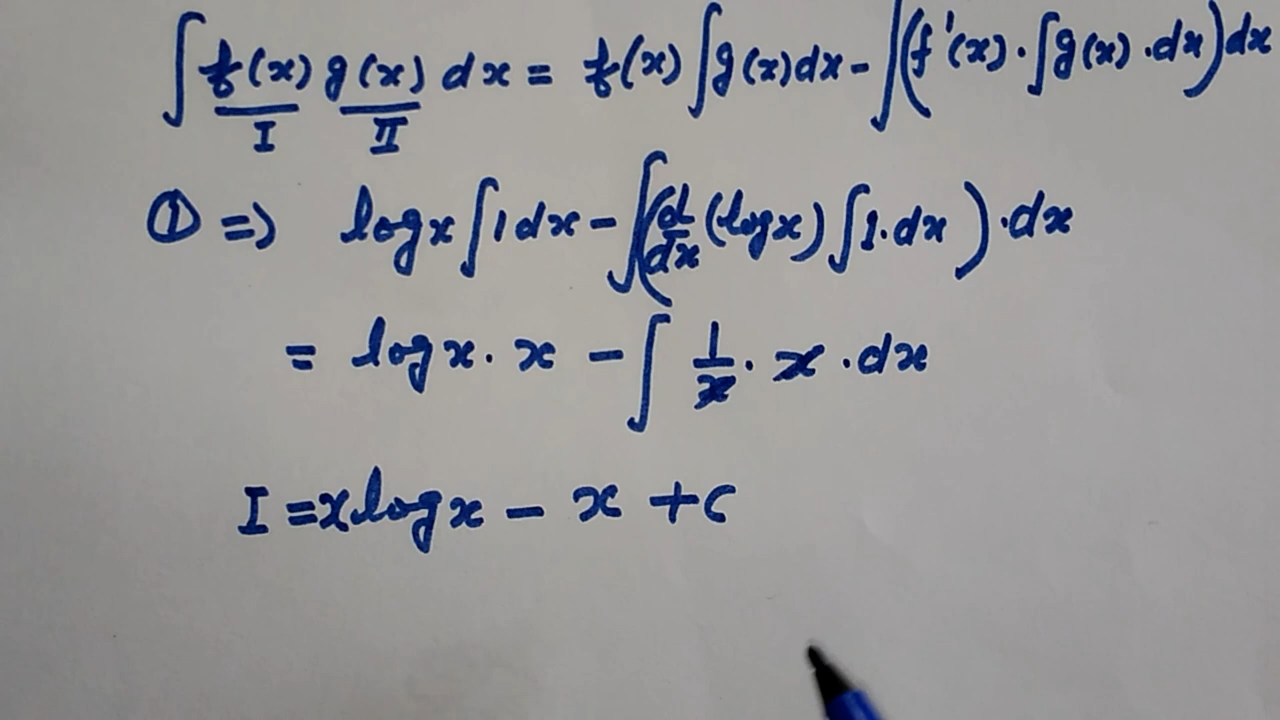 ∫ f(x) g(x) dx = f(x) ∫ g(x) dx - ∫ (f'(x) · ∫ g(x) · dx) dx
I II
① => log x ∫ 1 dx - ∫ (d/dx (log x) ∫ 1 · dx) · dx
= log x · x - ∫ 1/x · x · dx
I = x log x - x + c